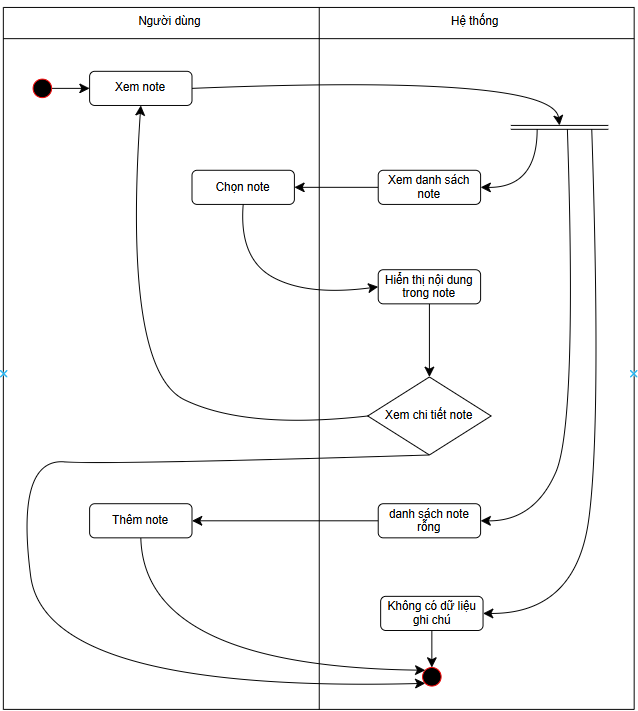 Người dùng
Hệ thống
Xem note
Chọn note
Xem danh sách
note
Hiển thị nội dung
trong note
Xem chi tiết note
Thêm note
danh sách note
rỗng
Không có dữ liệu
ghi chú